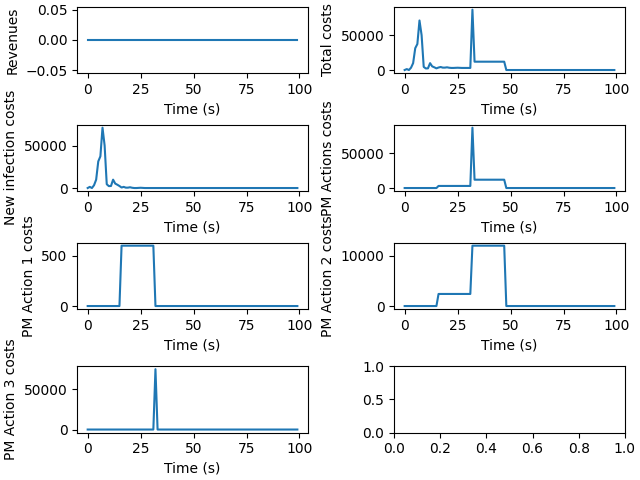 Revenues
0.05
0.00
−0.05
0 25 50 75 100
Time (s)
Total costs
50000
0
0 25 50 75 100
Time (s)
New infection costs
50000
0
0 25 50 75 100
Time (s)
PM Actions costs
50000
0
0 25 50 75 100
Time (s)
PM Action 1 costs
500
0
0 25 50 75 100
Time (s)
PM Action 2 costs
10000
0
0 25 50 75 100
Time (s)
PM Action 3 costs
50000
0
0 25 50 75 100
Time (s)
1.0
0.5
0.0
0.0 0.2 0.4 0.6 0.8 1.0